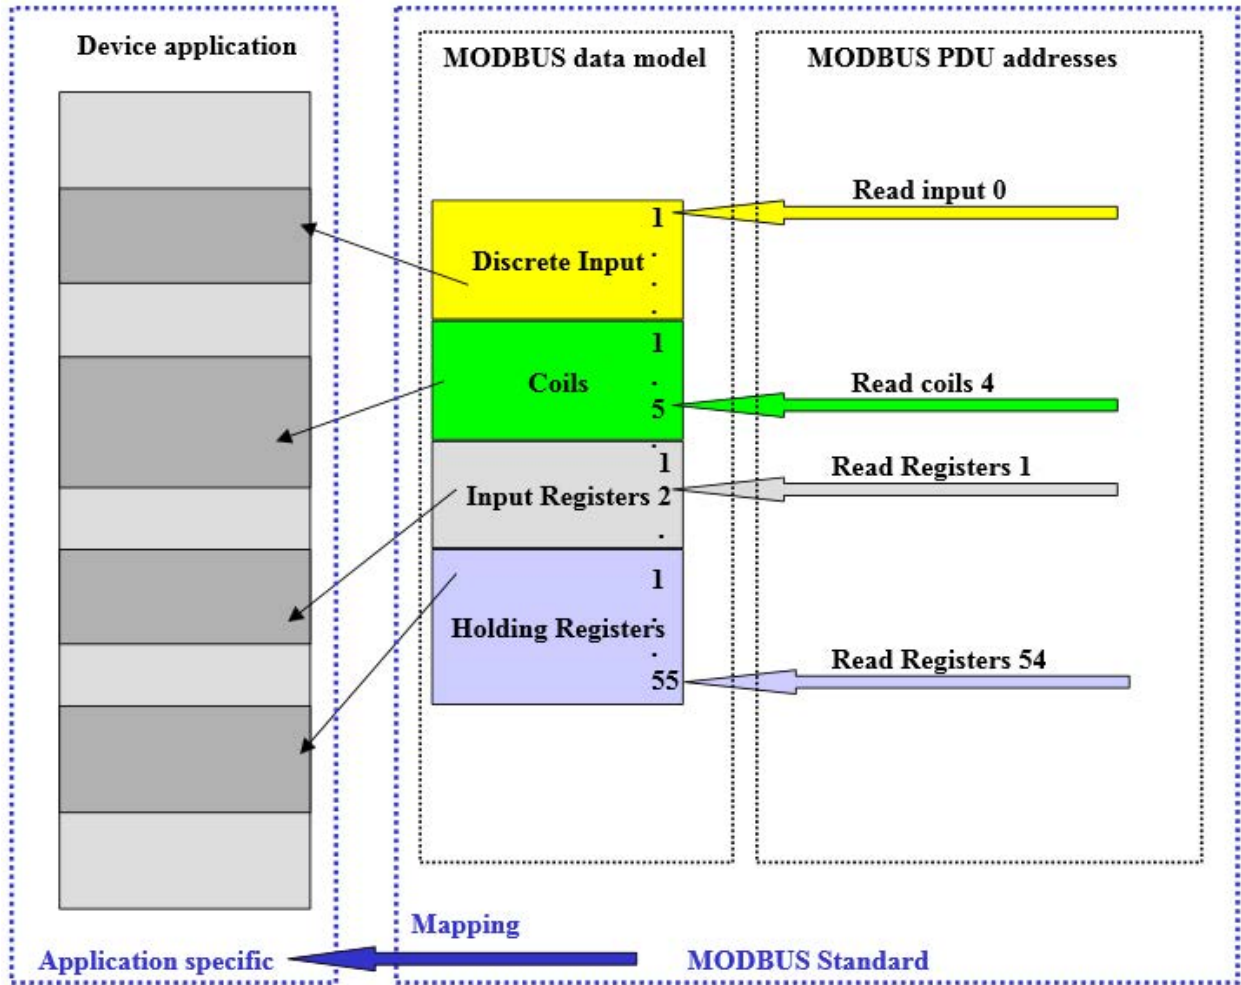 Device application
MODBUS data model
MODBUS PDU addresses
Read input 0
1
Discrete Input
.
.
.
1
Coils
.
Read coils 4
5
.
1
Read Registers 1
Input Registers 2
.
1
Holding Registers
.
.
Read Registers 54
55
Mapping
Application specific
MODBUS Standard